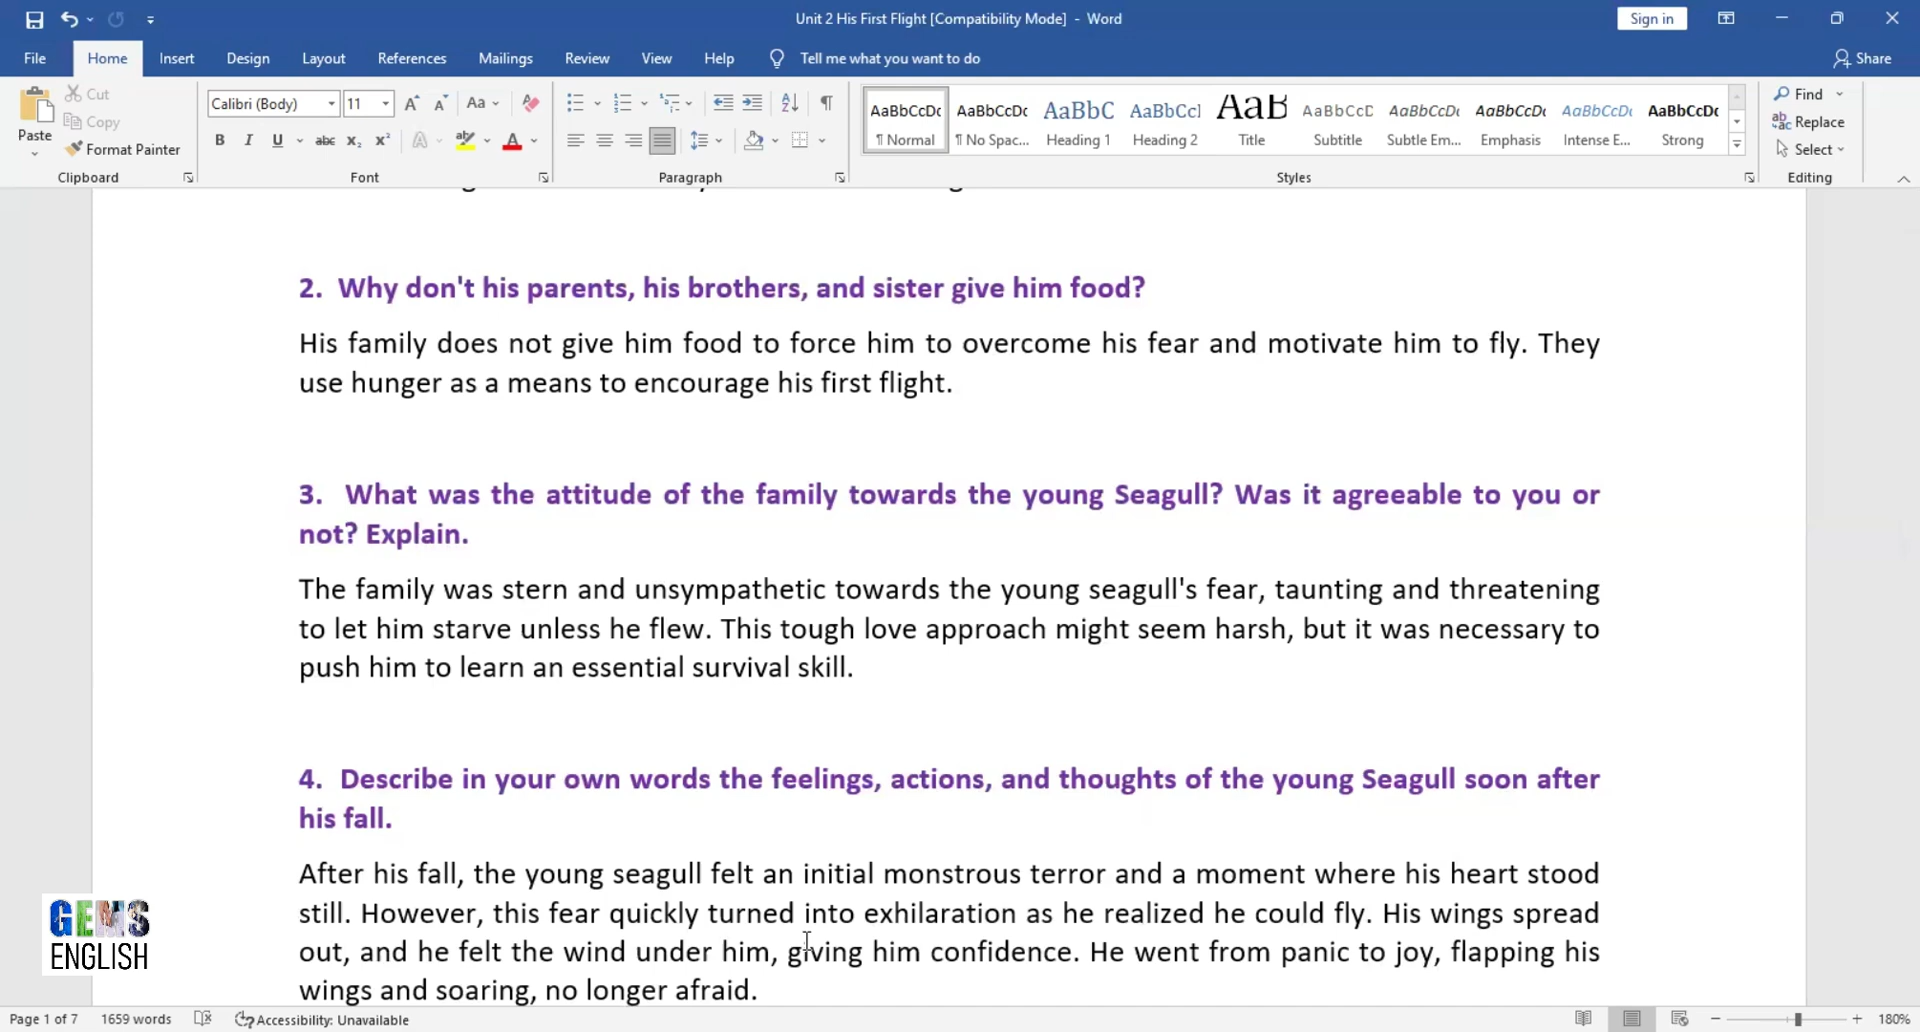 Unit 2 His First Flight [Compatibility Mode] - Word
Sign in
File Home Insert Design Layout References Mailings Review View Help Tell me what you want to do Share
Paste
Cut
Copy
Format Painter
Clipboard
Calibri (Body) 11 Aa
B I U abc x₂ x² A A
Font
Paragraph
AaBbCcDc AaBbCcDc AaBbC AaBbCcI AaB AaBbCcD AaBbCcDc AaBbCcDc AaBbCcDc AaBbCcDc
¶ Normal ¶ No Spac... Heading 1 Heading 2 Title Subtitle Subtle Em... Emphasis Intense E... Strong
Styles
Find
Replace
Select
Editing
2. Why don't his parents, his brothers, and sister give him food?
His family does not give him food to force him to overcome his fear and motivate him to fly. They
use hunger as a means to encourage his first flight.
3. What was the attitude of the family towards the young Seagull? Was it agreeable to you or
not? Explain.
The family was stern and unsympathetic towards the young seagull's fear, taunting and threatening
to let him starve unless he flew. This tough love approach might seem harsh, but it was necessary to
push him to learn an essential survival skill.
4. Describe in your own words the feelings, actions, and thoughts of the young Seagull soon after
his fall.
After his fall, the young seagull felt an initial monstrous terror and a moment where his heart stood
still. However, this fear quickly turned into exhilaration as he realized he could fly. His wings spread
out, and he felt the wind under him, giving him confidence. He went from panic to joy, flapping his
wings and soaring, no longer afraid.
GEMS
ENGLISH
Page 1 of 7 1659 words Accessibility: Unavailable 180%